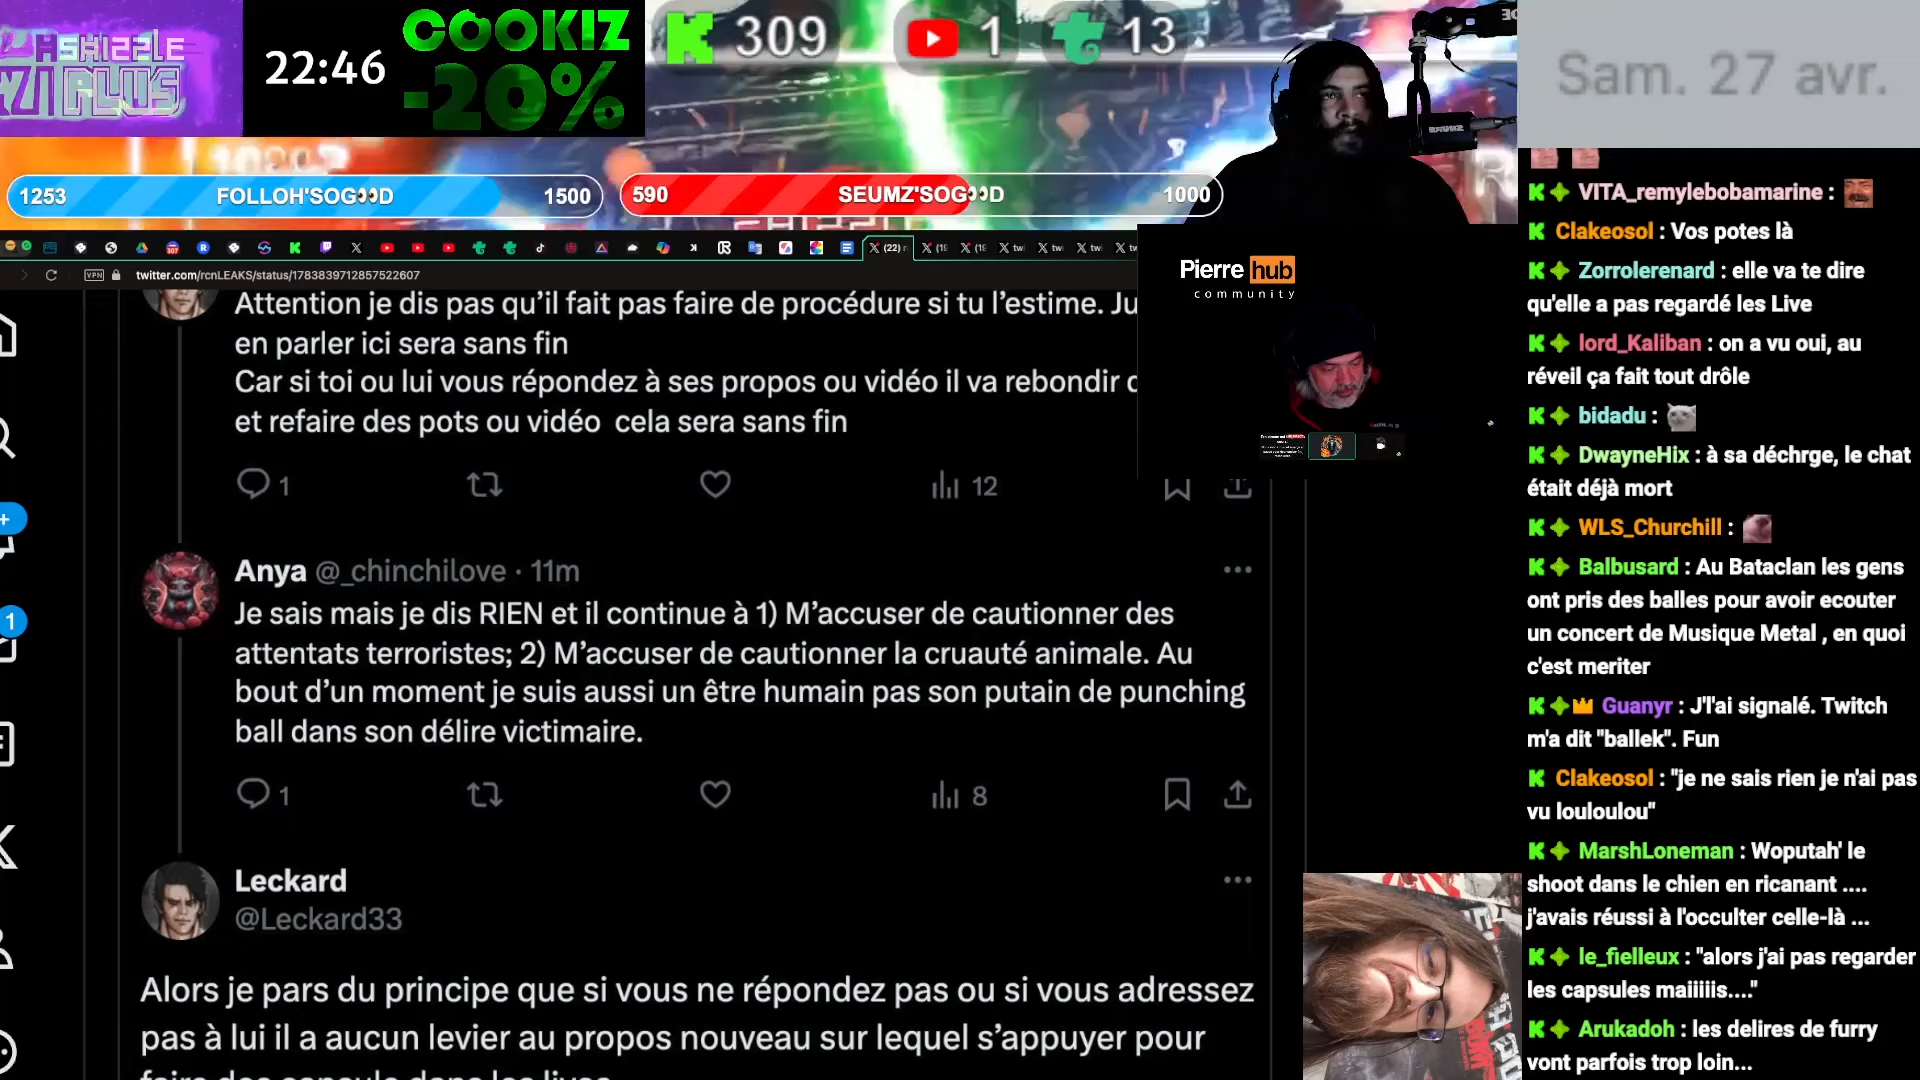 ASHIZZLE
PLUS
22:46
COOKIZ
-20%
309
1
13
Sam. 27 avr.
1253
FOLLOH'SOG👀D
1500
590
SEUMZ'SOG👀D
1000
(22)
twitter.com/rcnLEAKS/status/1783839712857522607
VPN
Pierre hub
community
Attention je dis pas qu'il fait pas faire de procédure si tu l'estime. Ju
en parler ici sera sans fin
Car si toi ou lui vous répondez à ses propos ou vidéo il va rebondir
et refaire des pots ou vidéo cela sera sans fin
1
12
Anya @_chinchilove · 11m
Je sais mais je dis RIEN et il continue à 1) M'accuser de cautionner des
attentats terroristes; 2) M'accuser de cautionner la cruauté animale. Au
bout d'un moment je suis aussi un être humain pas son putain de punching
ball dans son délire victimaire.
1
8
Leckard
@Leckard33
Alors je pars du principe que si vous ne répondez pas ou si vous adressez
pas à lui il a aucun levier au propos nouveau sur lequel s'appuyer pour
faire des capsule dans les lives
1
VITA_remylebobamarine :
Clakeosol : Vos potes là
Zorrolerenard : elle va te dire
qu'elle a pas regardé les Live
lord_Kaliban : on a vu oui, au
réveil ça fait tout drôle
bidadu :
DwayneHix : à sa déchrge, le chat
était déjà mort
WLS_Churchill :
Balbusard : Au Bataclan les gens
ont pris des balles pour avoir ecouter
un concert de Musique Metal , en quoi
c'est meriter
Guanyr : J'l'ai signalé. Twitch
m'a dit "ballek". Fun
Clakeosol : "je ne sais rien je n'ai pas
vu louloulou"
MarshLoneman : Woputah' le
shoot dans le chien en ricanant ....
j'avais réussi à l'occulter celle-là ...
le_fielleux : "alors j'ai pas regarder
les capsules maiiiiis...."
Arukadoh : les delires de furry
vont parfois trop loin...